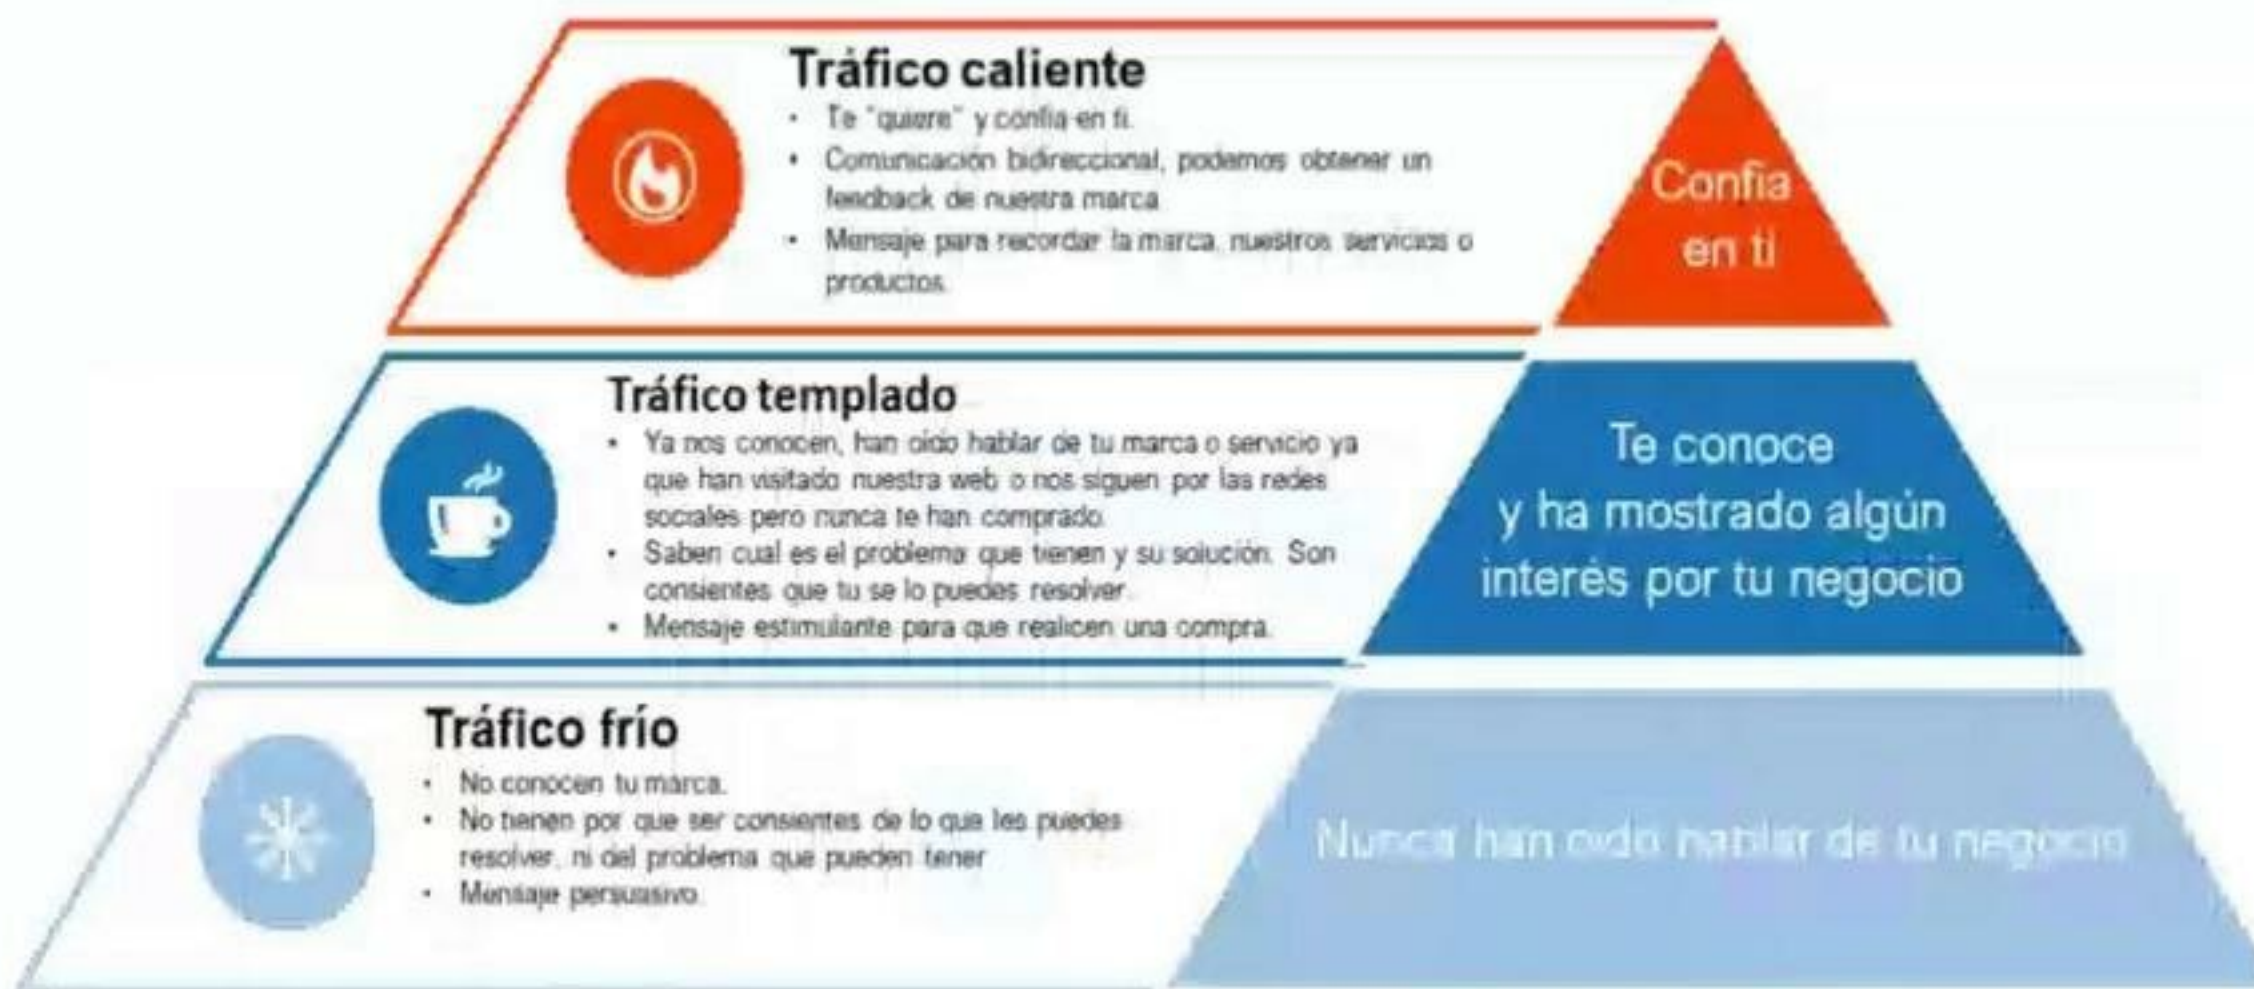 Tráfico caliente
• Te "quiere" y confia en ti.
• Comunicación bidireccional, podemos obtener un
feedback de nuestra marca
• Mensaje para recordar la marca, nuestros servicios o
productos.
Confia
en ti
Tráfico templado
• Ya nos conocen, han oido hablar de tu marca o servicio ya
que han visitado nuestra web o nos siguen por las redes
sociales pero nunca te han comprado.
• Saben cual es el problema que tienen y su solución. Son
consientes que tu se lo puedes resolver.
• Mensaje estimulante para que realicen una compra.
Te conoce
y ha mostrado algún
interés por tu negocio
Tráfico frío
• No conocen tu marca.
• No tienen por que ser consientes de lo que les puedes
resolver, ni del problema que pueden tener
• Mensaje persuasivo.
Nunca han oido hablar de tu negocio